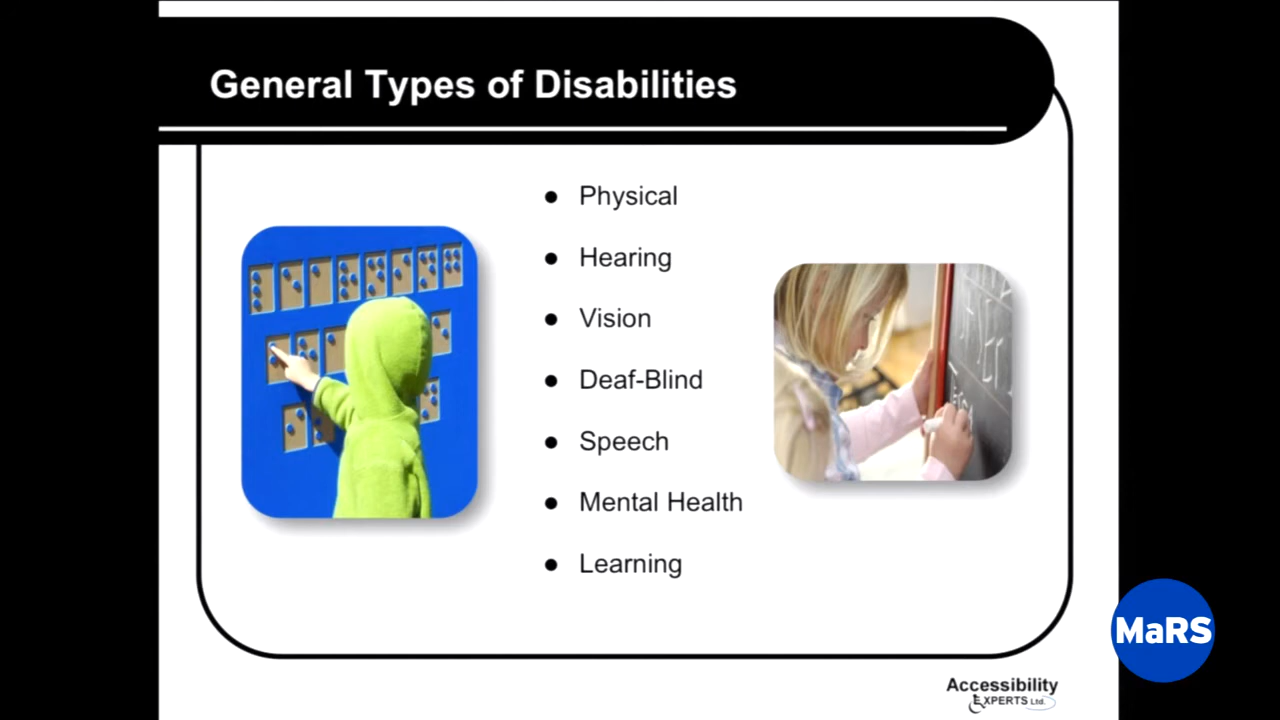 General Types of Disabilities
● Physical
● Hearing
● Vision
● Deaf-Blind
● Speech
● Mental Health
● Learning
MaRS
Accessibility
EXPERTS Ltd.